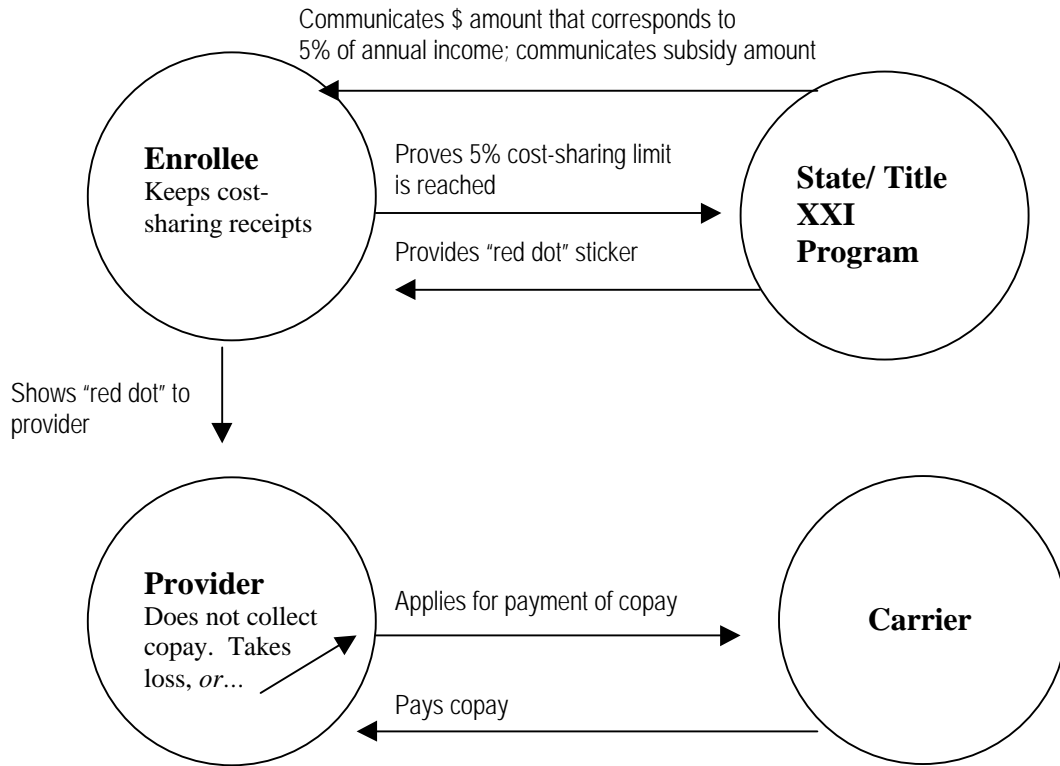 Communicates $ amount that corresponds to
5% of annual income; communicates subsidy amount
Enrollee
Keeps cost-
sharing receipts
Proves 5% cost-sharing limit
is reached
Provides “red dot” sticker
State/ Title
XXI
Program
Shows “red dot” to
provider
Provider
Does not collect
copay.  Takes
loss, or…
Applies for payment of copay
Pays copay
Carrier